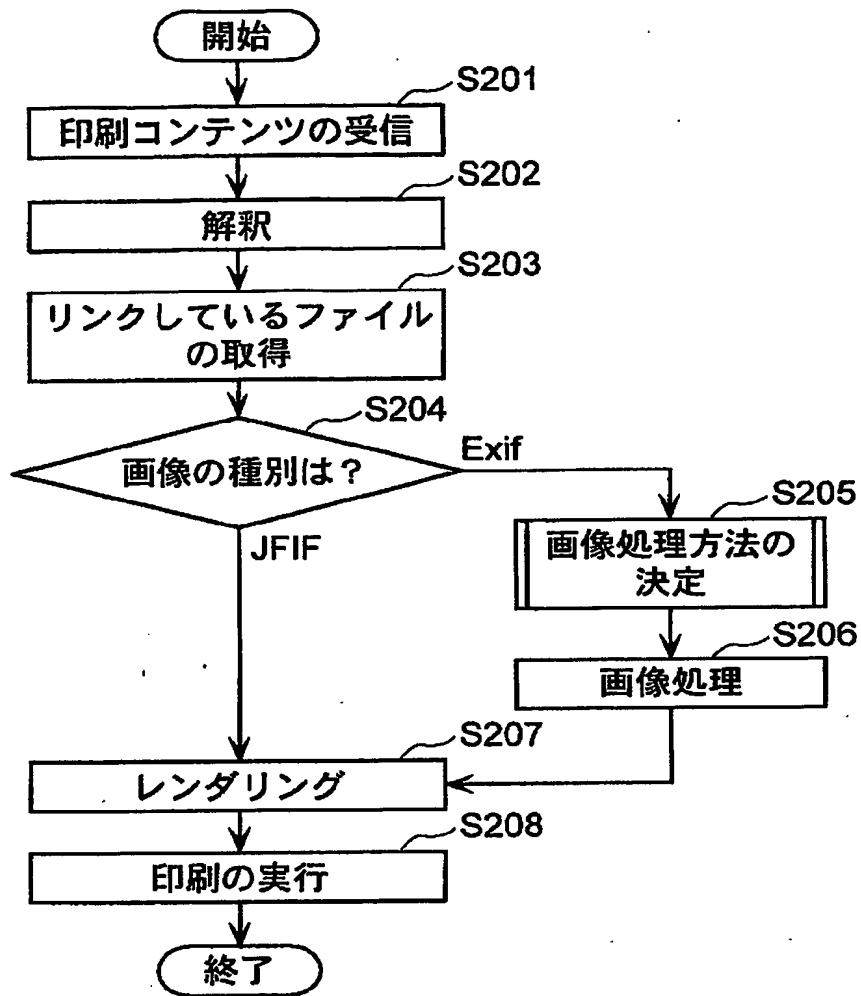 開始
S201
印刷コンテンツの受信
S202
解釈
S203
リンクしているファイル
の取得
S204
画像の種別は？
Exif
JFIF
S205
画像処理方法の
決定
S206
画像処理
S207
レンダリング
S208
印刷の実行
終了